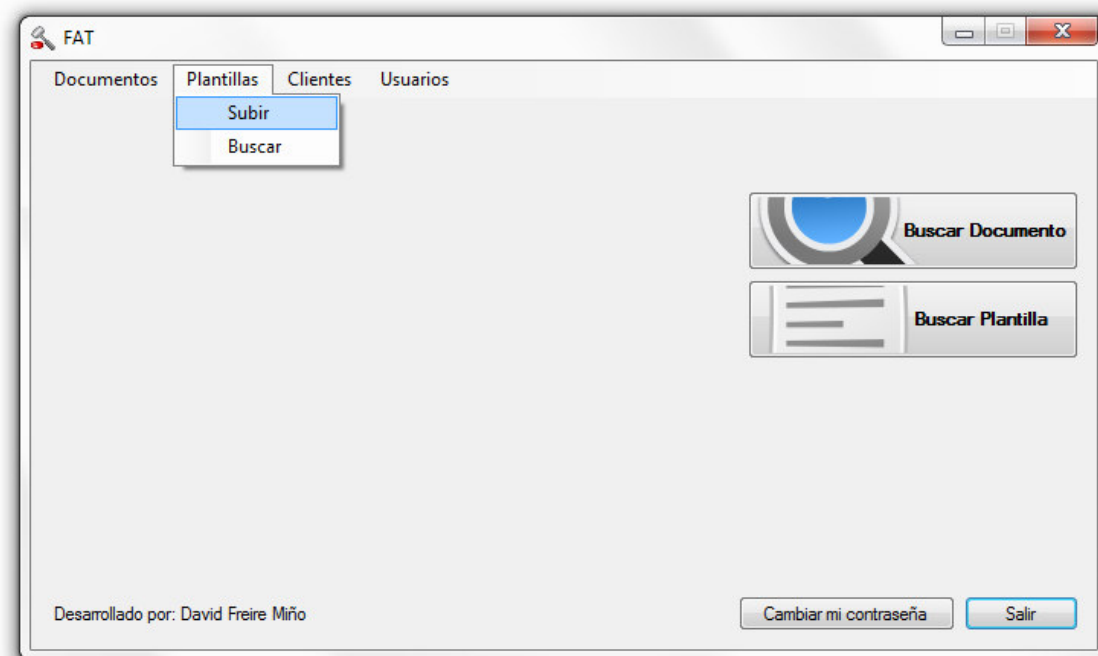 FAT
Documentos Plantillas Clientes Usuarios
Subir
Buscar
Buscar Documento
Buscar Plantilla
Desarrollado por: David Freire Miño
Cambiar mi contraseña
Salir